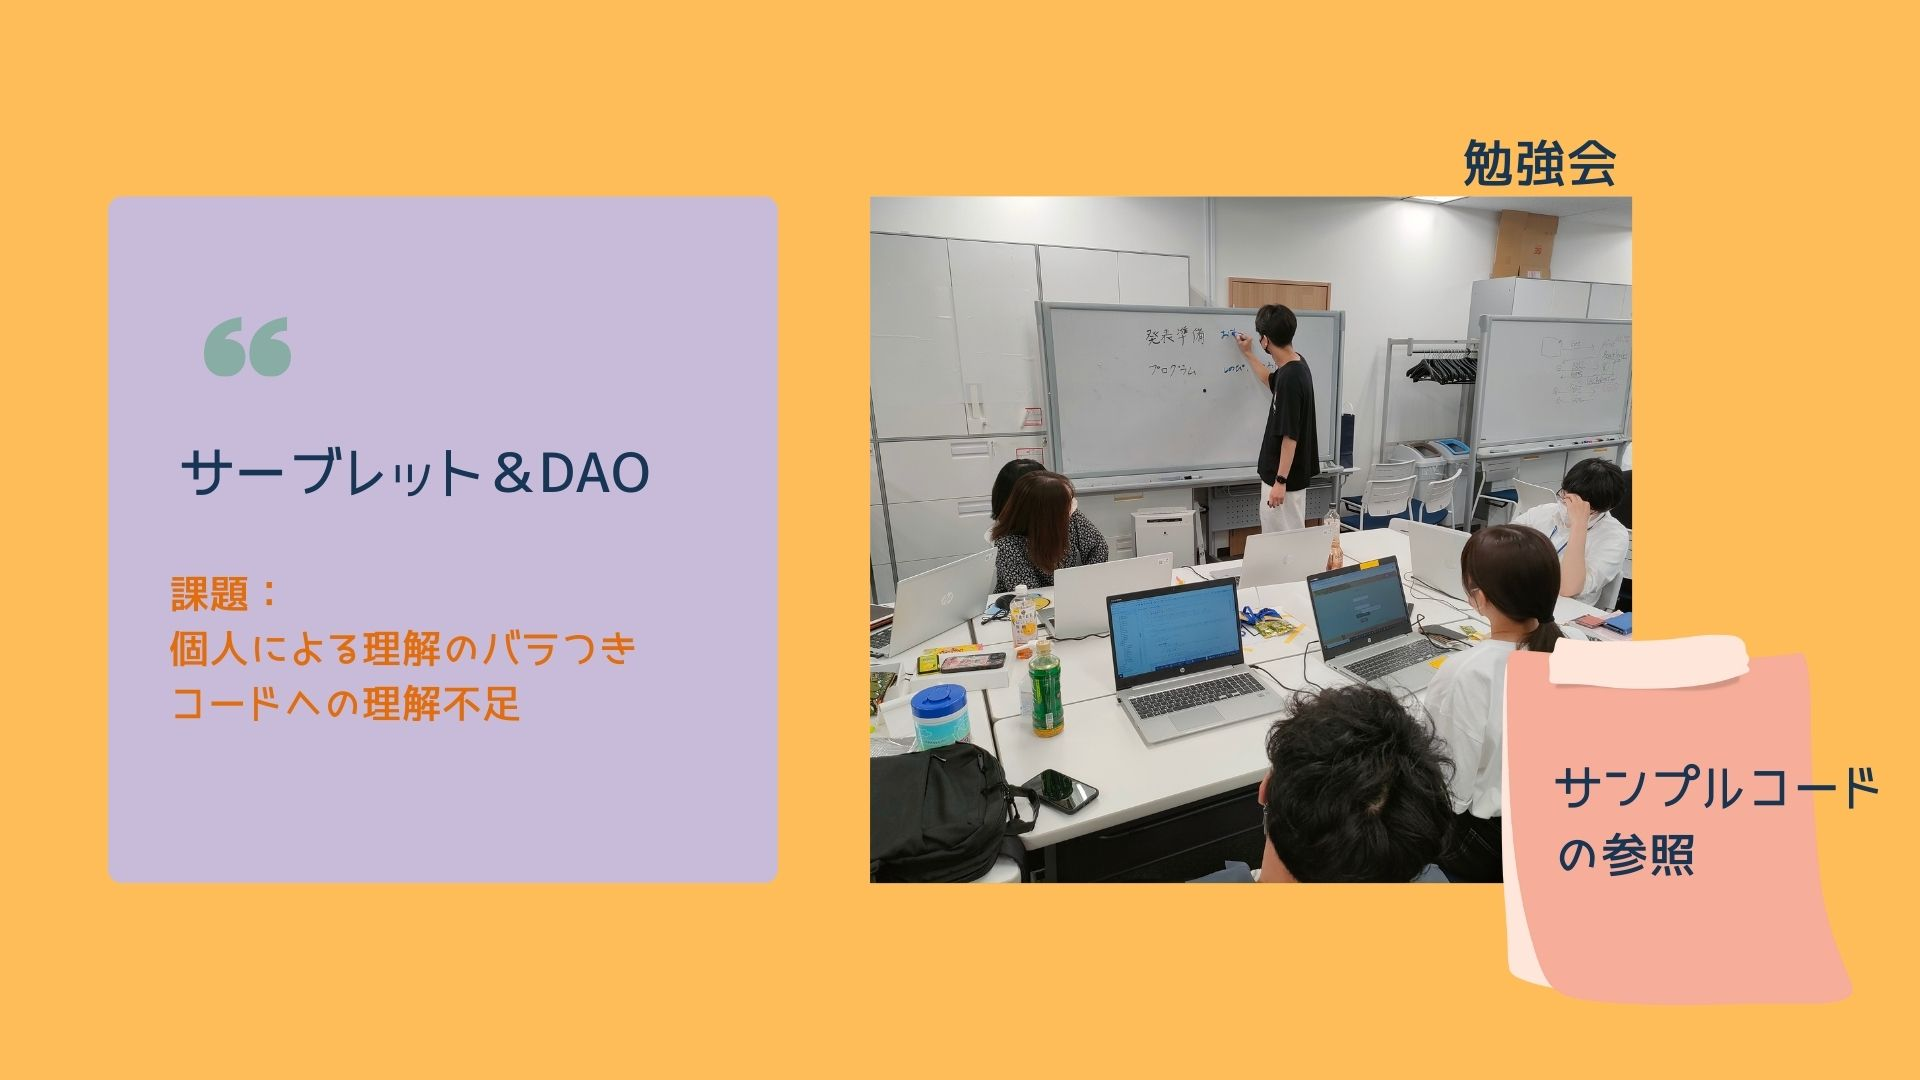 勉強会
サーブレット＆DAO
課題：
個人による理解のバラつき
コードへの理解不足
発表準備
プログラム
サンプルコード
の参照